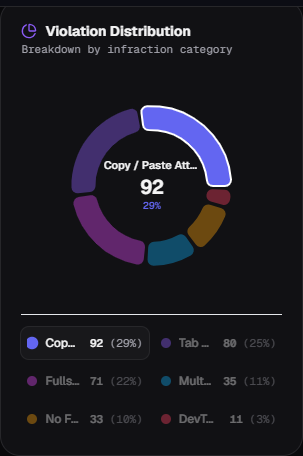 Violation Distribution
Breakdown by infraction category
Copy / Paste Att...
92
29%
Cop... 92 (29%) Tab ... 80 (25%)
Fulls... 71 (22%) Mult... 35 (11%)
No F... 33 (10%) DevT... 11 (3%)